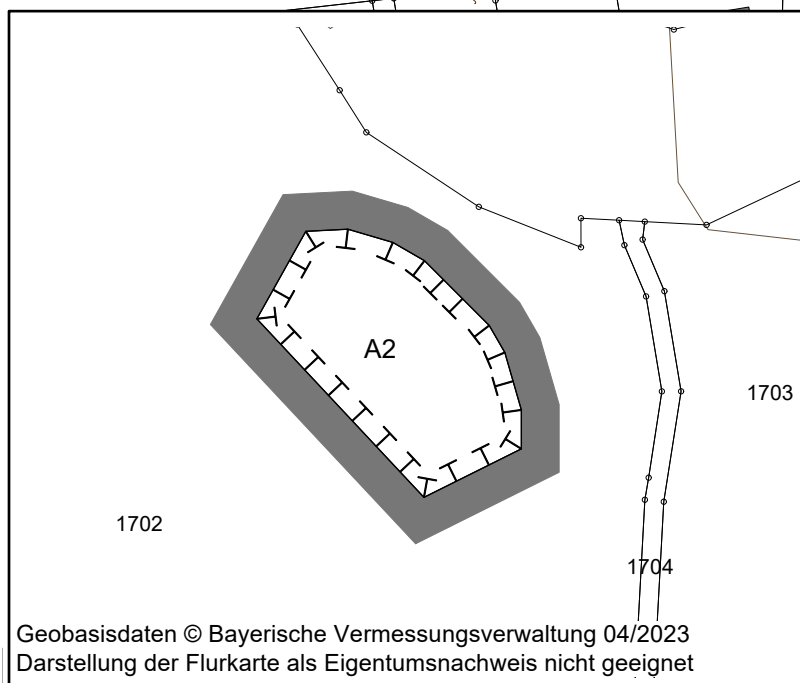 A2
1703
1702
1704
Geobasisdaten © Bayerische Vermessungsverwaltung 04/2023
Darstellung der Flurkarte als Eigentumsnachweis nicht geeignet